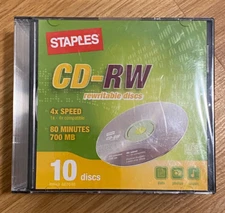 STAPLES
CD-RW
rewritable discs
4x SPEED
80 MINUTES
700 MB
10 discs